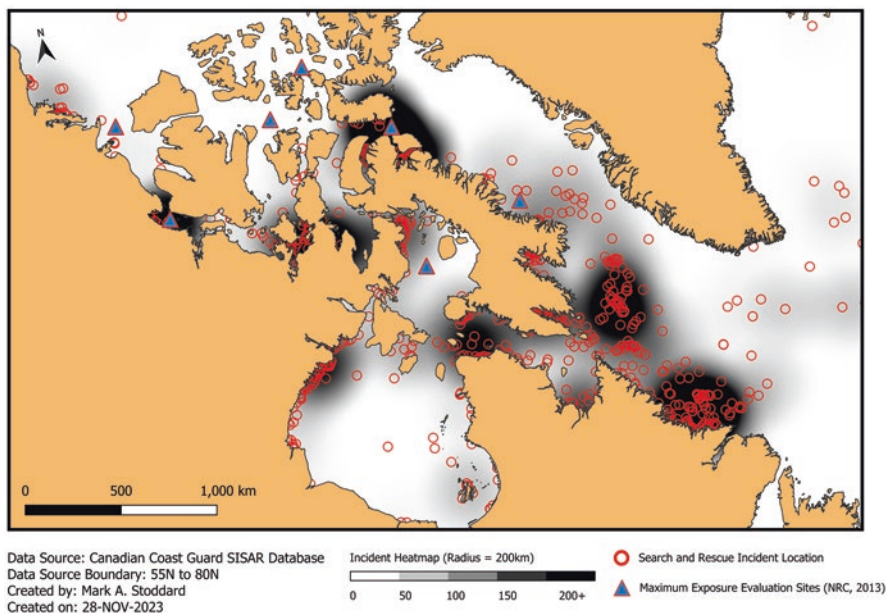 N
0 500 1,000 km
Data Source: Canadian Coast Guard SISAR Database
Data Source Boundary: 55N to 80N
Created by: Mark A. Stoddard
Created on: 28-NOV-2023
Incident Heatmap (Radius = 200km)
0 50 100 150 200+
Search and Rescue Incident Location
Maximum Exposure Evaluation Sites (NRC, 2013)